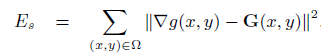 E_s = \sum_{(x,y)\in\Omega} \|\nabla g(x,y) - \mathbf{G}(x,y)\|^2.